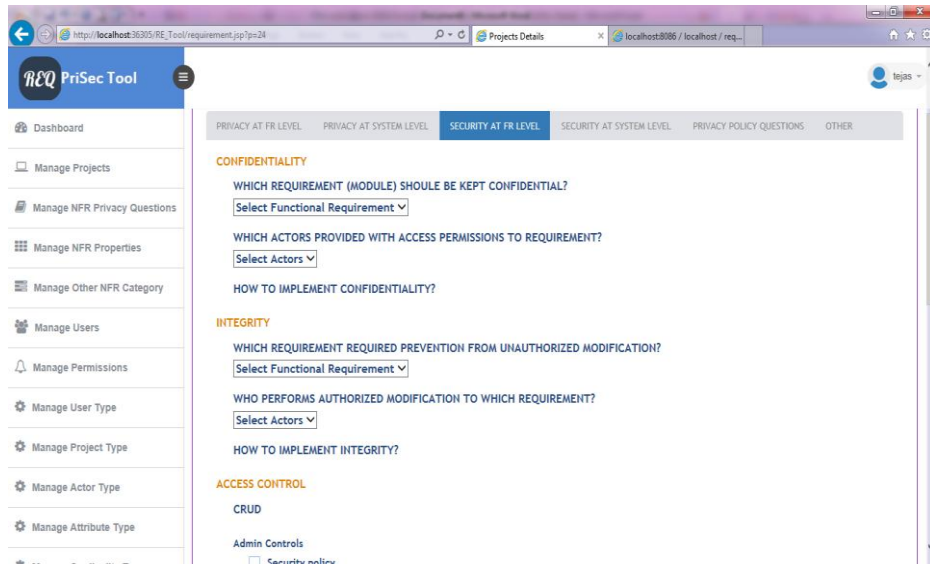 http://localhost:36305/RE_Tool/requirement.jsp?p=24
Projects Details
localhost:8086 / localhost / req...
REQ PriSec Tool
tejas
Dashboard
Manage Projects
Manage NFR Privacy Questions
Manage NFR Properties
Manage Other NFR Category
Manage Users
Manage Permissions
Manage User Type
Manage Project Type
Manage Actor Type
Manage Attribute Type
PRIVACY AT FR LEVEL
PRIVACY AT SYSTEM LEVEL
SECURITY AT FR LEVEL
SECURITY AT SYSTEM LEVEL
PRIVACY POLICY QUESTIONS
OTHER
CONFIDENTIALITY
WHICH REQUIREMENT (MODULE) SHOULD BE KEPT CONFIDENTIAL?
Select Functional Requirement
WHICH ACTORS PROVIDED WITH ACCESS PERMISSIONS TO REQUIREMENT?
Select Actors
HOW TO IMPLEMENT CONFIDENTIALITY?
INTEGRITY
WHICH REQUIREMENT REQUIRED PREVENTION FROM UNAUTHORIZED MODIFICATION?
Select Functional Requirement
WHO PERFORMS AUTHORIZED MODIFICATION TO WHICH REQUIREMENT?
Select Actors
HOW TO IMPLEMENT INTEGRITY?
ACCESS CONTROL
CRUD
Admin Controls
Security policy